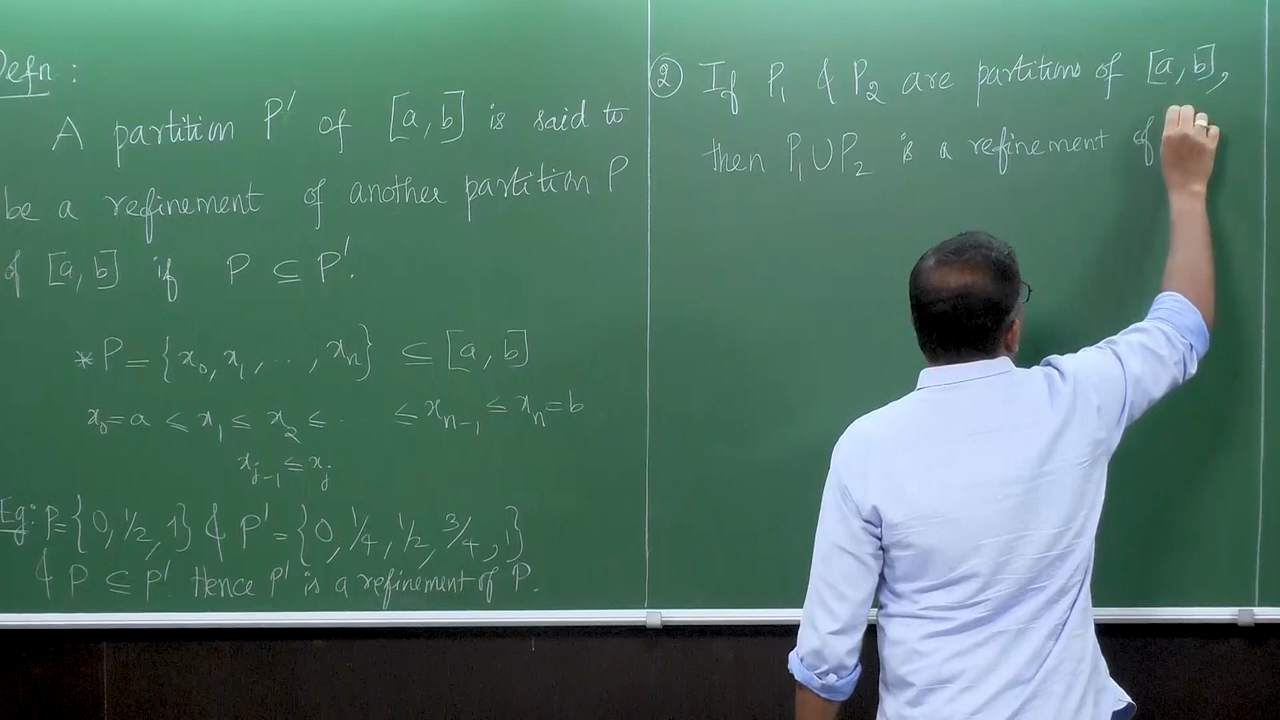 Defn :
A partition P' of [a, b] is said to
be a refinement of another partition P
of [a, b] if P ⊆ P'.
* P = {x₀, x₁, . . , xₙ} ⊆ [a, b]
x₀ = a ≤ x₁ ≤ x₂ ≤ .. ≤ xₙ₋₁ ≤ xₙ = b
xⱼ₋₁ ≤ xⱼ
Eg: P = {0, 1/2, 1} & P' = {0, 1/4, 1/2, 3/4, 1}
& P ⊆ P'. Hence P' is a refinement of P.
② If P₁ & P₂ are partitions of [a, b],
then P₁ ∪ P₂ is a refinement of